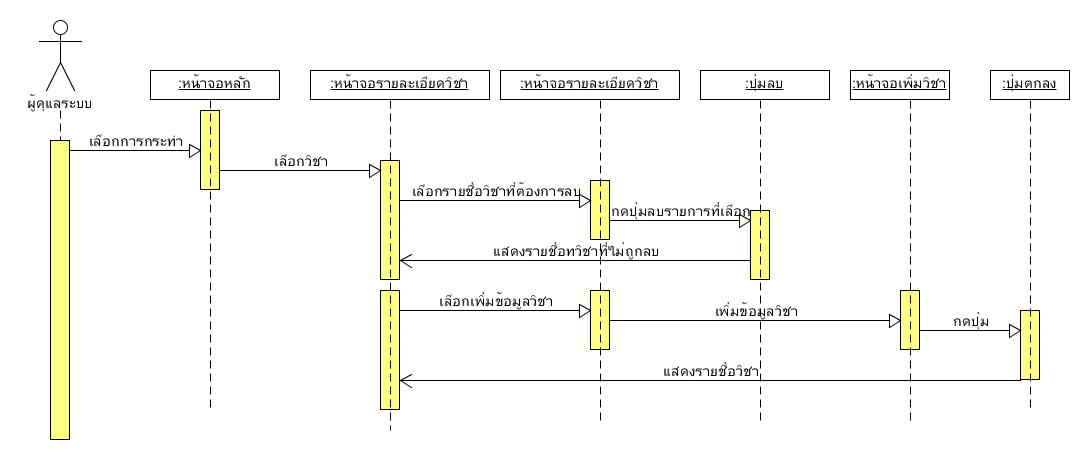 :หน้าจอหลัก
:หน้าจอรายละเอียดวิชา
:หน้าจอรายละเอียดวิชา
:ปุ่มลบ
:หน้าจอเพิ่มวิชา
:ปุ่มตกลง
ผู้ดูแลระบบ
เลือกการกระทำ
เลือกวิชา
เลือกรายชื่อวิชาที่ต้องการลบ
กดปุ่มลบรายการที่เลือก
แสดงรายชื่อทวิชาที่ไม่ถูกลบ
เลือกเพิ่มข้อมูลวิชา
เพิ่มข้อมูลวิชา
กดปุ่ม
แสดงรายชื่อวิชา